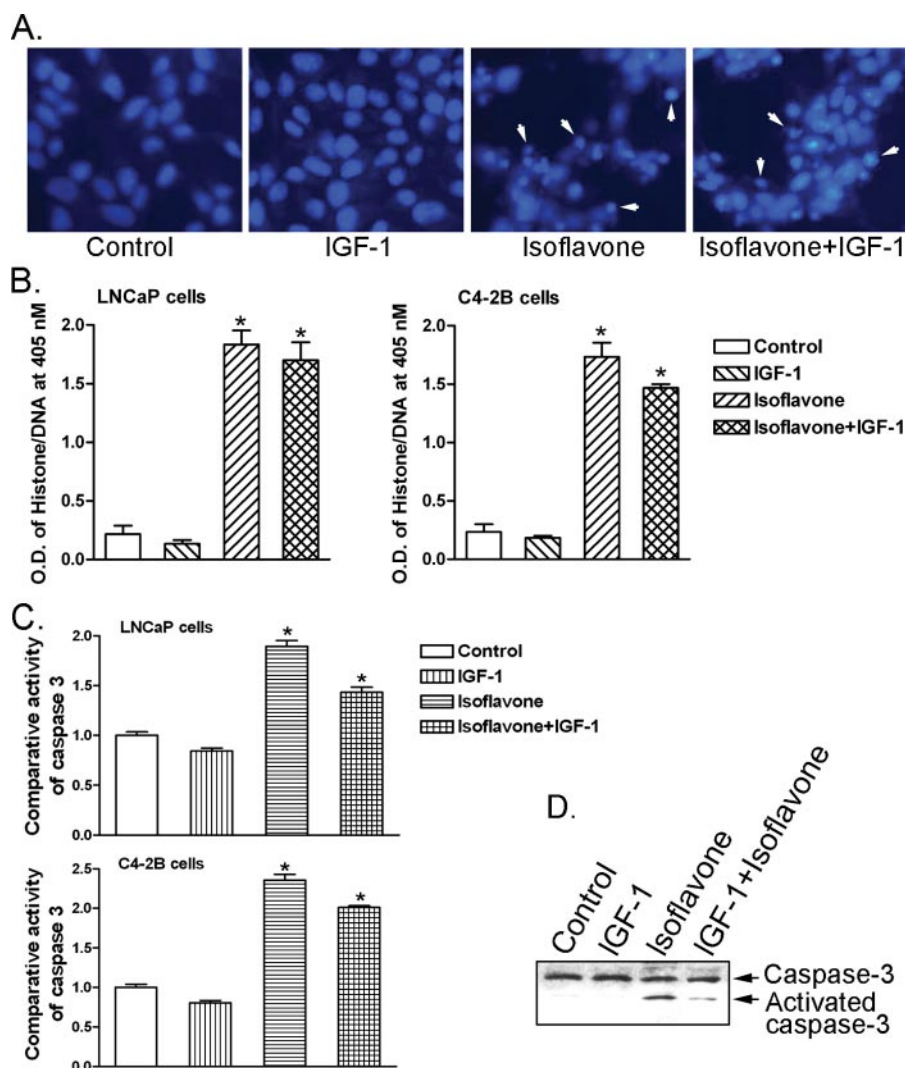 A.
Control
IGF-1
Isoflavone
Isoflavone+IGF-1
B.
LNCaP cells
O.D. of Histone/DNA at 405 nM
2.0
1.5
1.0
0.5
0.0
*
*
C4-2B cells
O.D. of Histone/DNA at 405 nM
2.0
1.5
1.0
0.5
0.0
*
*
Control
IGF-1
Isoflavone
Isoflavone+IGF-1
C.
LNCaP cells
Comparative activity
of caspase 3
2.0
1.5
1.0
0.5
0.0
*
*
Control
IGF-1
Isoflavone
Isoflavone+IGF-1
C4-2B cells
Comparative activity
of caspase 3
2.5
2.0
1.5
1.0
0.5
0.0
*
*
D.
Control
IGF-1
Isoflavone
IGF-1+Isoflavone
Caspase-3
Activated
caspase-3